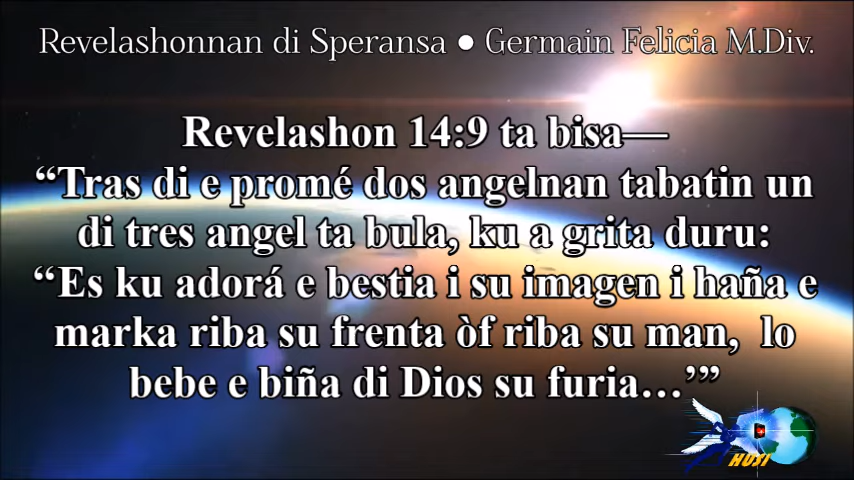 Revelashonnan di Speransa ● Germain Felicia M.Div.
Revelashon 14:9 ta bisa—
“Tras di e promé dos angelnan tabatin un
di tres angel ta bula, ku a grita duru:
“Es ku adorá e bestia i su imagen i haña e
marka riba su frenta òf riba su man, lo
bebe e biña di Dios su furia…’”
HUSI